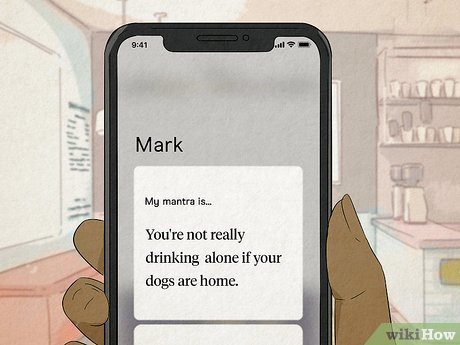 9:41
Mark
My mantra is...
You're not really
drinking alone if your
dogs are home.
wikiHow